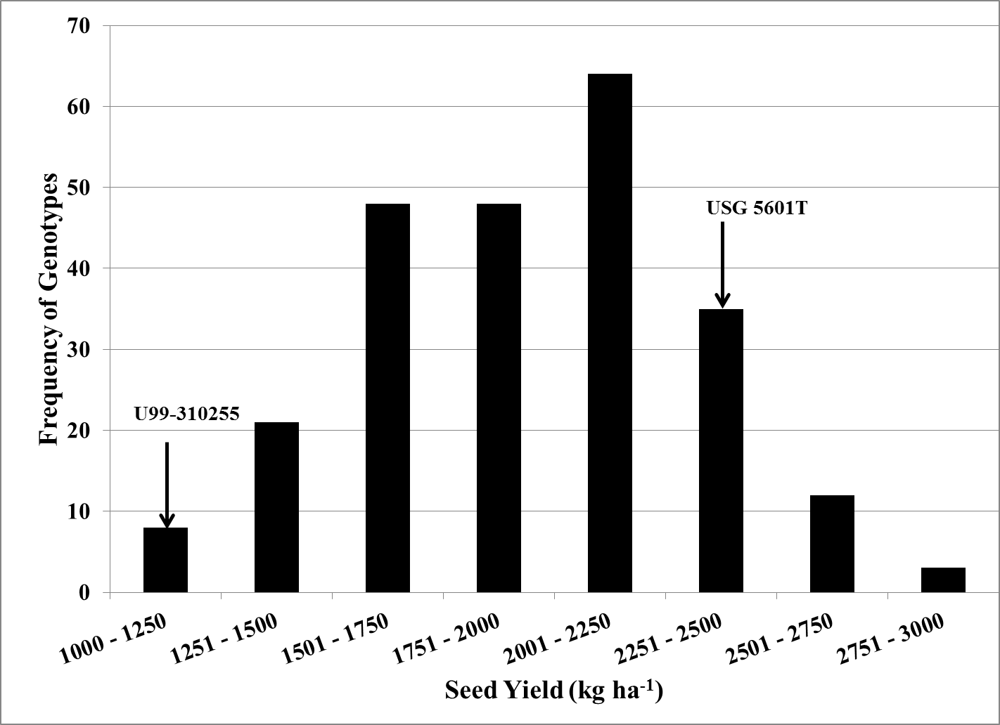 70
60
50
40
30
20
10
0
Frequency of Genotypes
U99-310255
USG 5601T
1000 - 1250
1251 - 1500
1501 - 1750
1751 - 2000
2001 - 2250
2251 - 2500
2501 - 2750
2751 - 3000
Seed Yield (kg ha⁻¹)